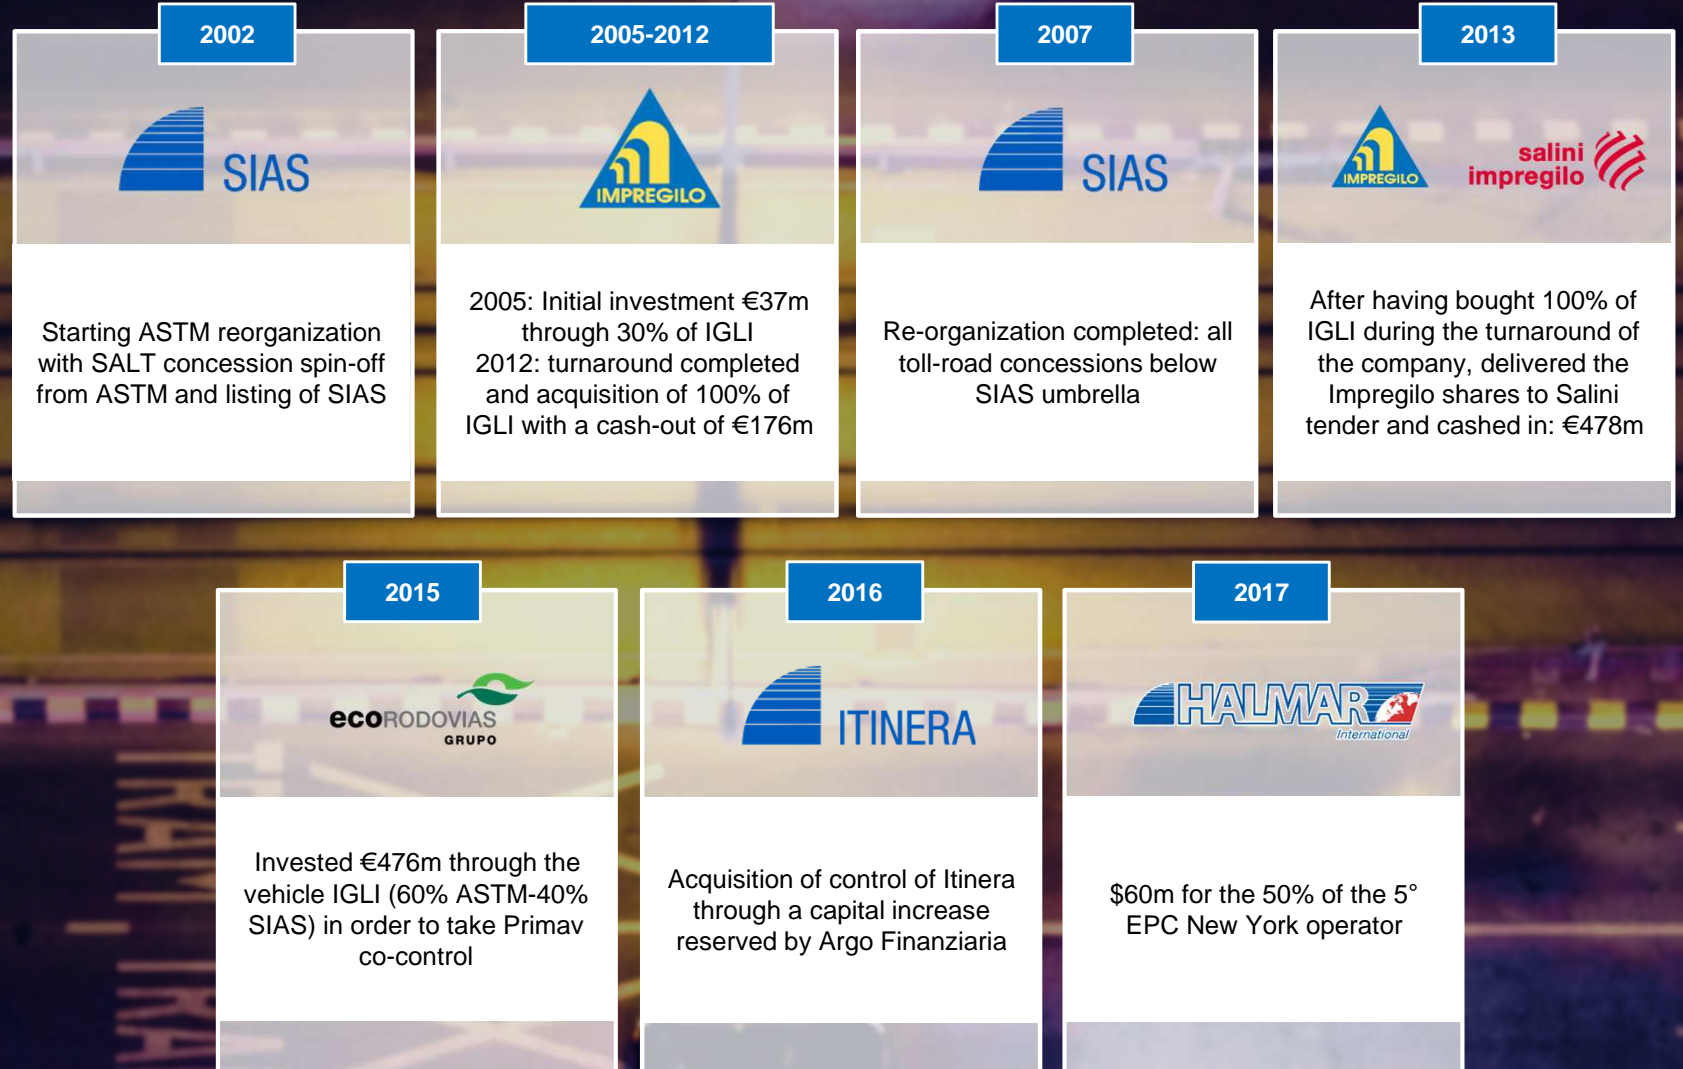 2002
SIAS
Starting ASTM reorganization
with SALT concession spin-off
from ASTM and listing of SIAS
2005-2012
IMPREGILO
2005: Initial investment €37m
through 30% of IGLI
2012: turnaround completed
and acquisition of 100% of
IGLI with a cash-out of €176m
2007
SIAS
Re-organization completed: all
toll-road concessions below
SIAS umbrella
2013
IMPREGILO
salini
impregilo
After having bought 100% of
IGLI during the turnaround of
the company, delivered the
Impregilo shares to Salini
tender and cashed in: €478m
2015
ecoRODOVIAS
GRUPO
Invested €476m through the
vehicle IGLI (60% ASTM-40%
SIAS) in order to take Primav
co-control
2016
ITINERA
Acquisition of control of Itinera
through a capital increase
reserved by Argo Finanziaria
2017
HALMAR
International
$60m for the 50% of the 5°
EPC New York operator